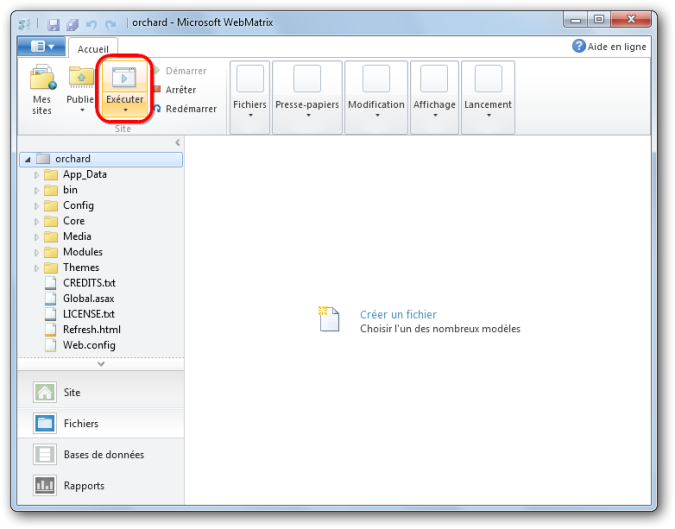 orchard - Microsoft WebMatrix
Accueil
Aide en ligne
Mes sites
Publier
Exécuter
Démarrer
Arrêter
Redémarrer
Site
Fichiers
Presse-papiers
Modification
Affichage
Lancement
orchard
App_Data
bin
Config
Core
Media
Modules
Themes
CREDITS.txt
Global.asax
LICENSE.txt
Refresh.html
Web.config
Créer un fichier
Choisir l'un des nombreux modèles
Site
Fichiers
Bases de données
Rapports